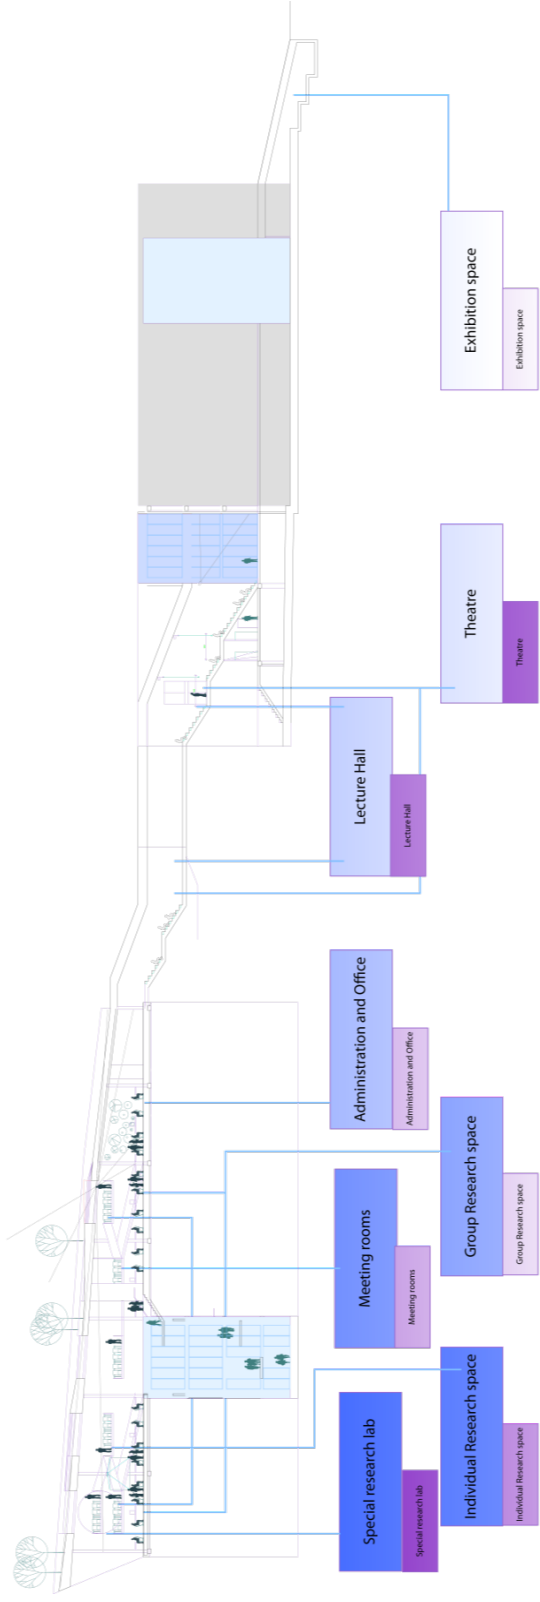 Exhibition space
Exhibition space
Theatre
Theatre
Lecture Hall
Lecture Hall
Administration and Office
Administration and Office
Group Research space
Group Research space
Meeting rooms
Meeting rooms
Individual Research space
Individual Research space
Special research lab
Special research lab